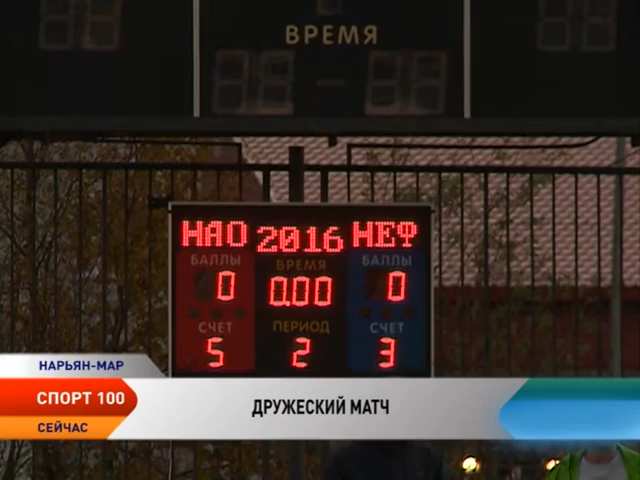 ВРЕМЯ
НАО 2016 НЕФ
БАЛЛЫ ВРЕМЯ БАЛЛЫ
0 0.00 0
СЧЕТ ПЕРИОД СЧЕТ
5 2 3
НАРЬЯН-МАР
СПОРТ 100
СЕЙЧАС
ДРУЖЕСКИЙ МАТЧ